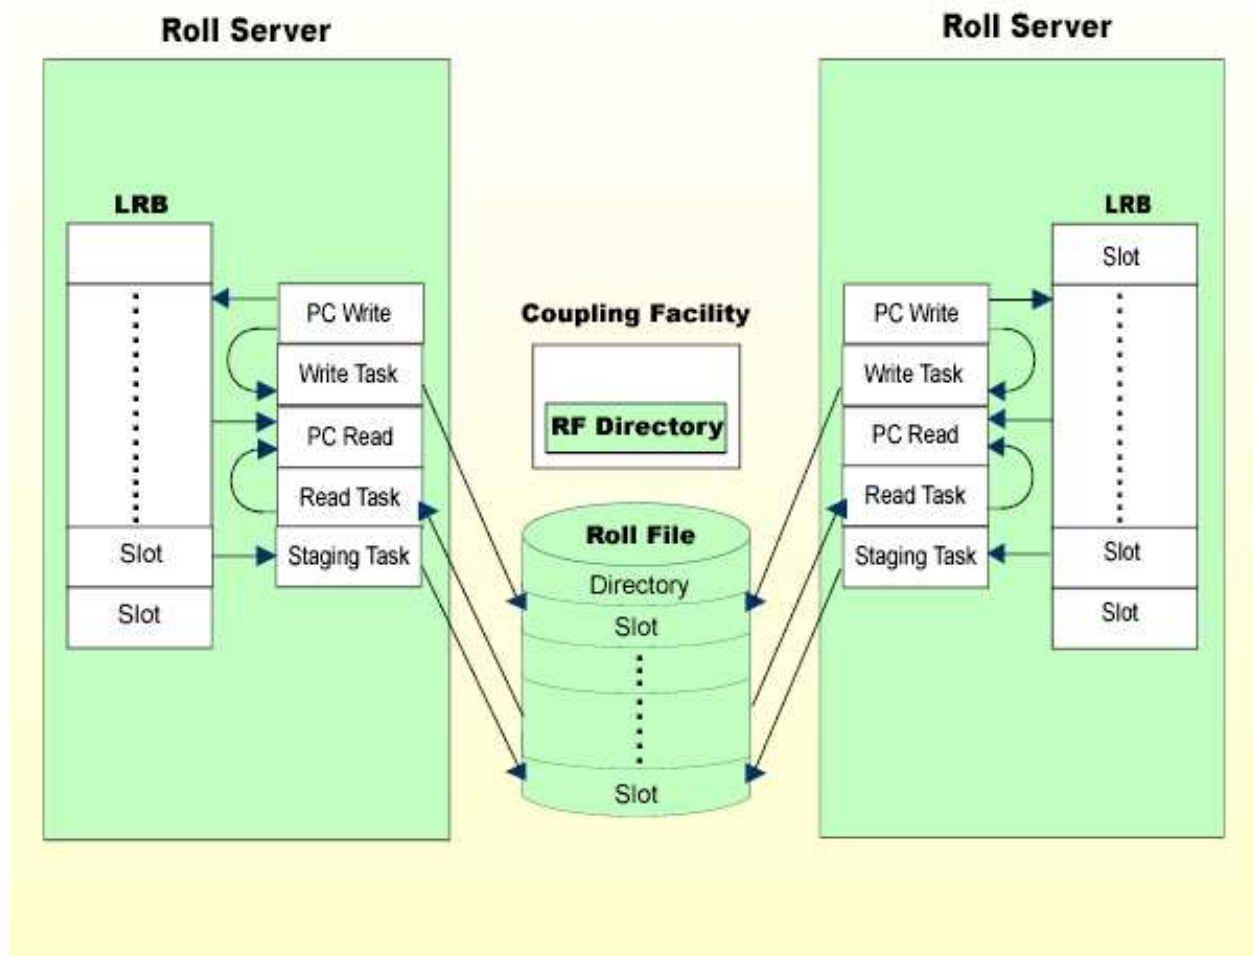 Roll Server
LRB
PC Write
Write Task
PC Read
Read Task
Slot
Staging Task
Slot
Coupling Facility
RF Directory
Roll File
Directory
Slot
Slot
Roll Server
LRB
Slot
PC Write
Write Task
PC Read
Read Task
Staging Task
Slot
Slot